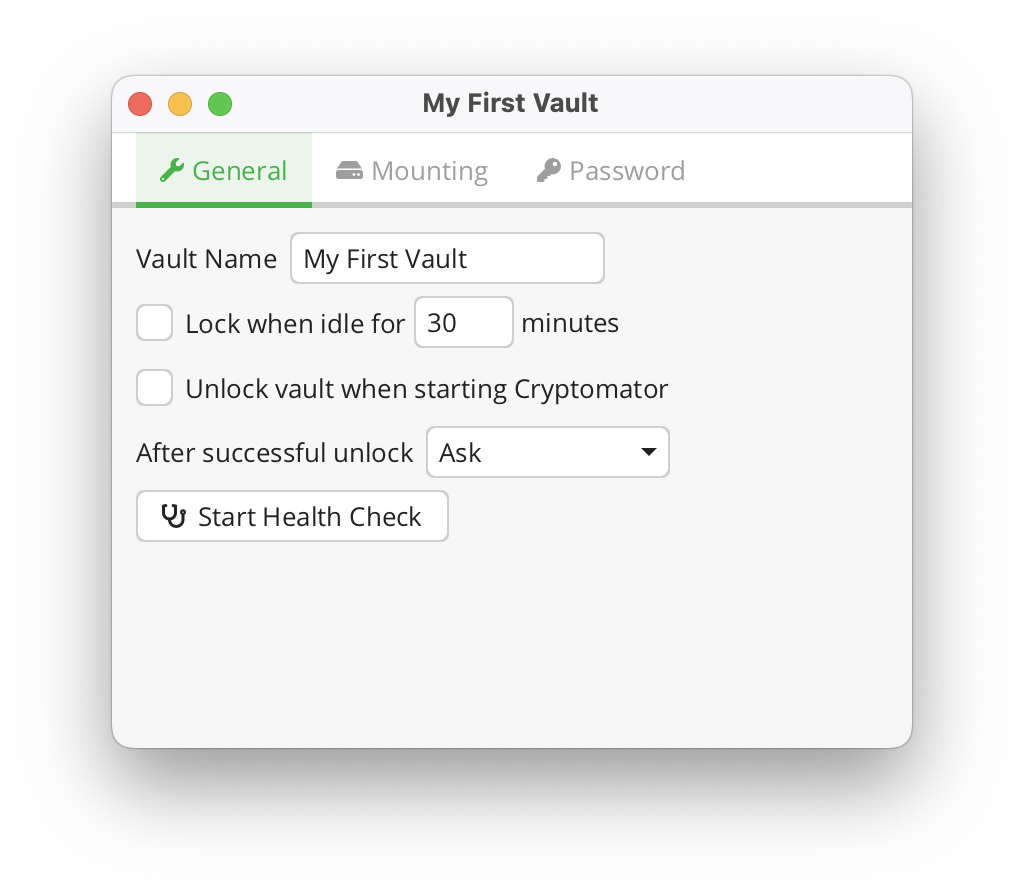 My First Vault
General Mounting Password
Vault Name My First Vault
Lock when idle for 30 minutes
Unlock vault when starting Cryptomator
After successful unlock Ask
Start Health Check